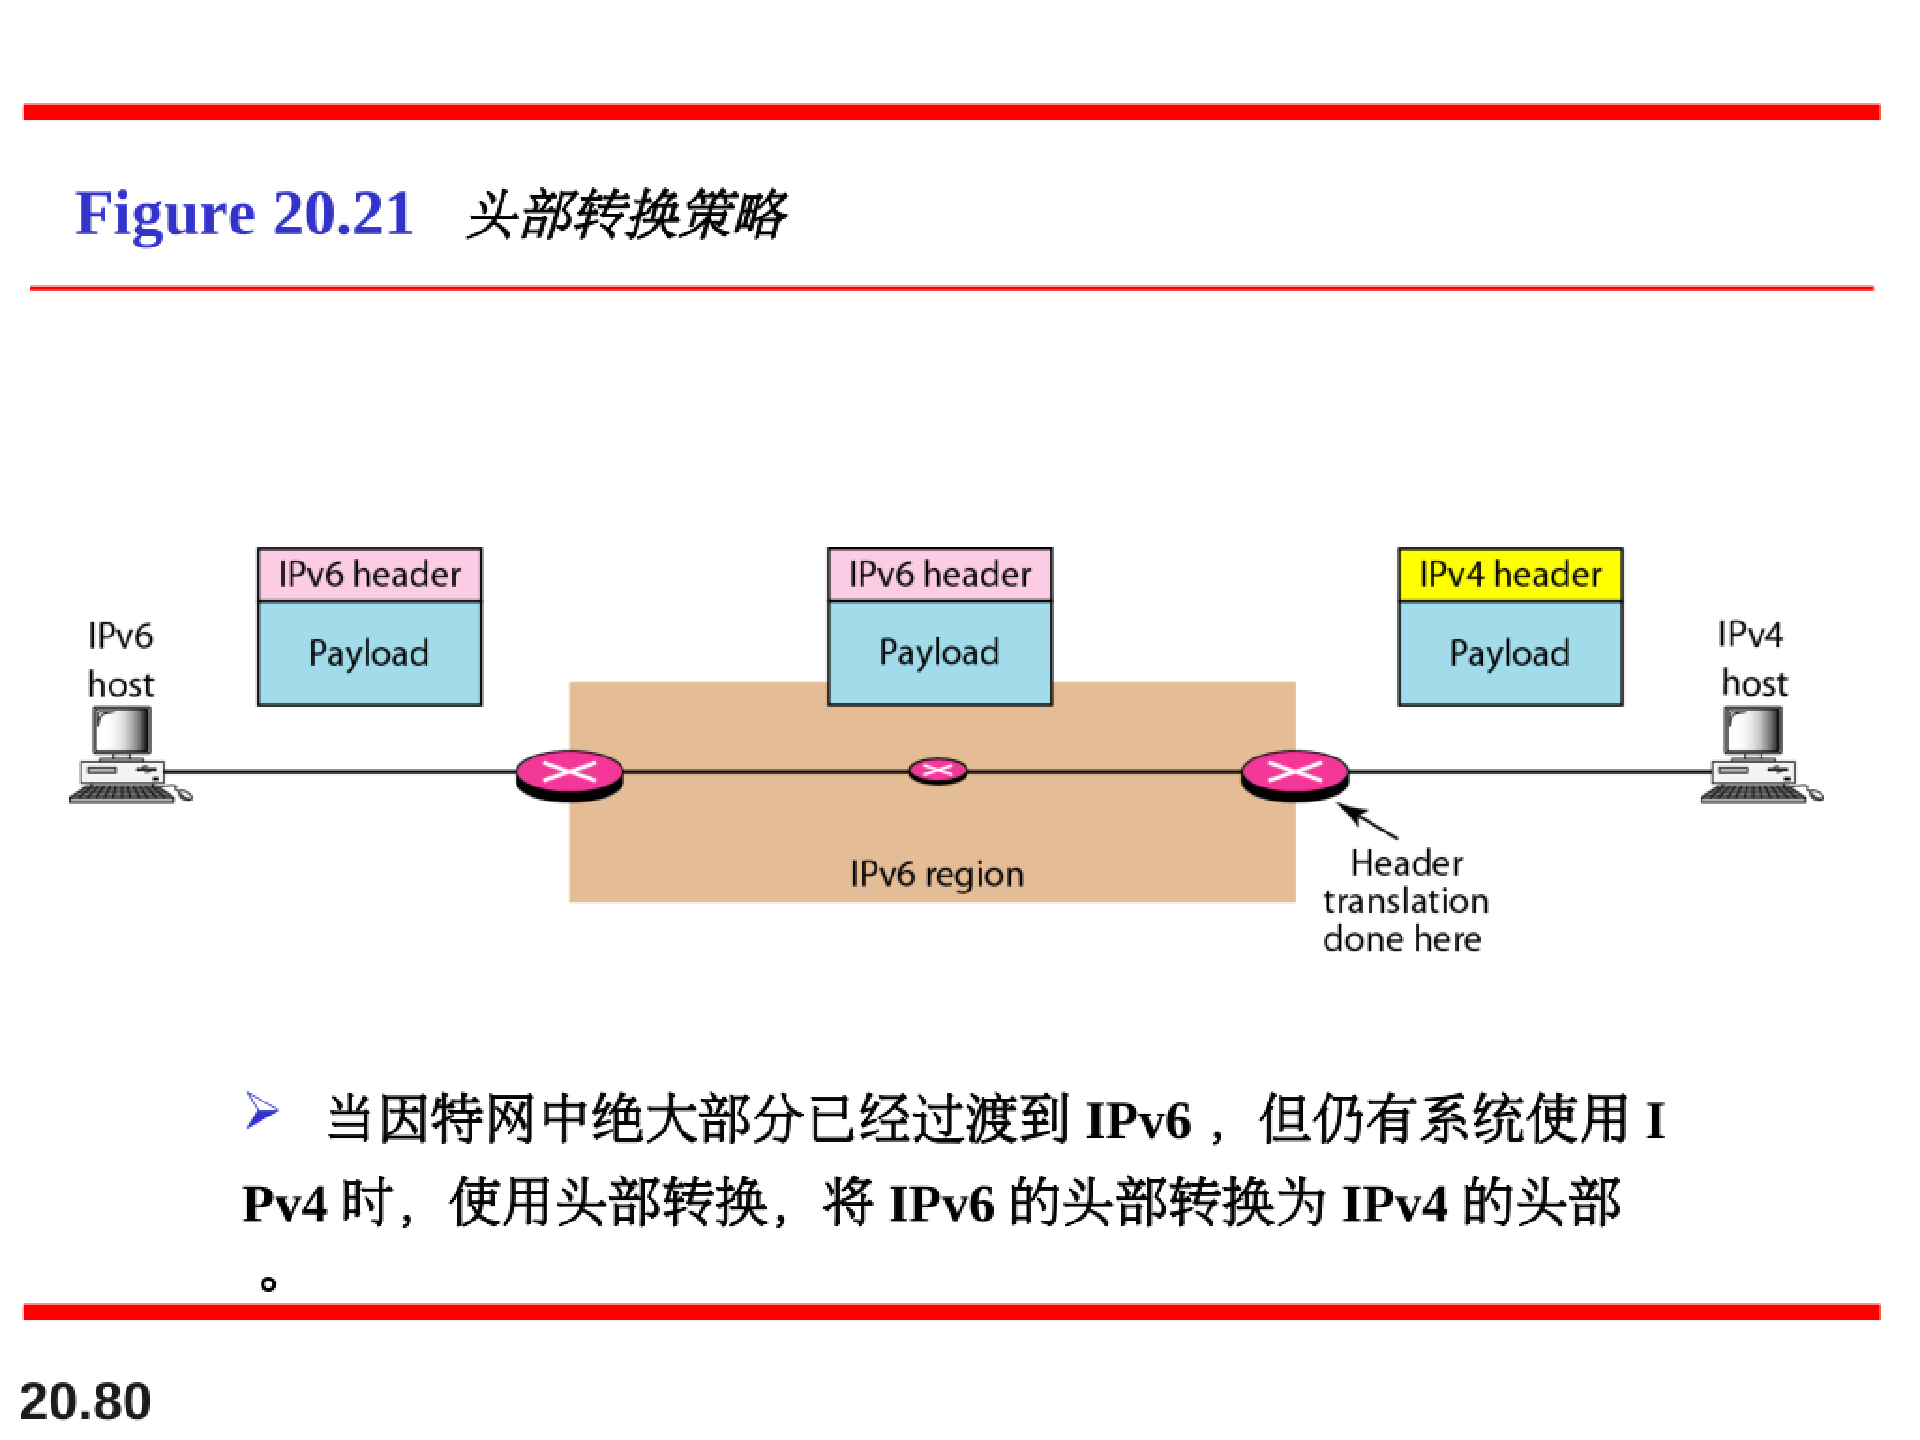 Figure 20.21 头部转换策略
IPv6 header
Payload
IPv6 header
Payload
IPv4 header
Payload
IPv6
host
IPv4
host
IPv6 region
Header
translation
done here
➢ 当因特网中绝大部分已经过渡到 IPv6 ，但仍有系统使用 I
Pv4 时，使用头部转换，将 IPv6 的头部转换为 IPv4 的头部
。
20.80